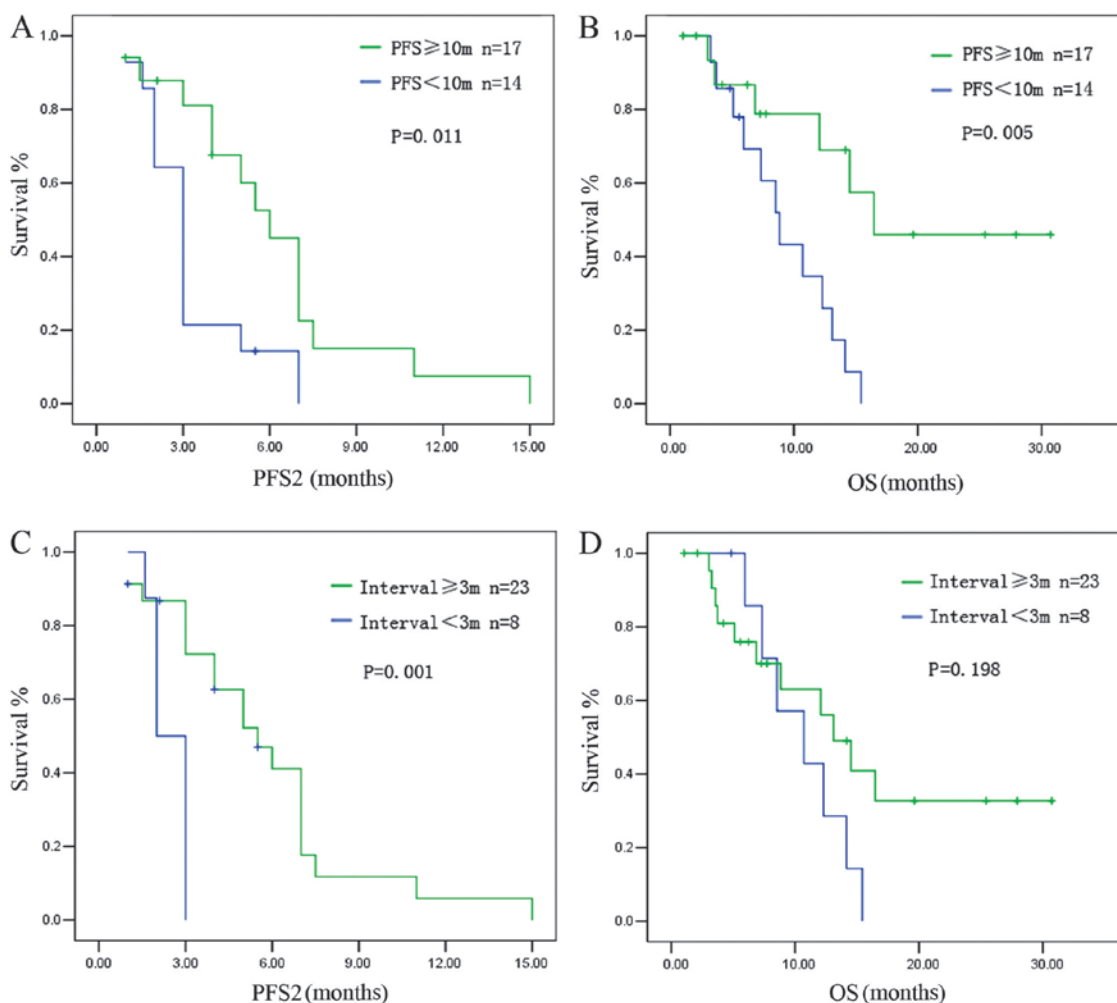 A
PFS≥10m n=17
PFS<10m n=14
P=0.011
Survival %
1.0
0.8
0.6
0.4
0.2
0.0
0.00 3.00 6.00 9.00 12.00 15.00
PFS2 (months)
B
PFS≥10m n=17
PFS<10m n=14
P=0.005
Survival %
1.0
0.8
0.6
0.4
0.2
0.0
0.00 10.00 20.00 30.00
OS (months)
C
Interval≥3m n=23
Interval<3m n=8
P=0.001
Survival %
1.0
0.8
0.6
0.4
0.2
0.0
0.00 3.00 6.00 9.00 12.00 15.00
PFS2 (months)
D
Interval≥3m n=23
Interval<3m n=8
P=0.198
Survival %
1.0
0.8
0.6
0.4
0.2
0.0
0.00 10.00 20.00 30.00
OS (months)